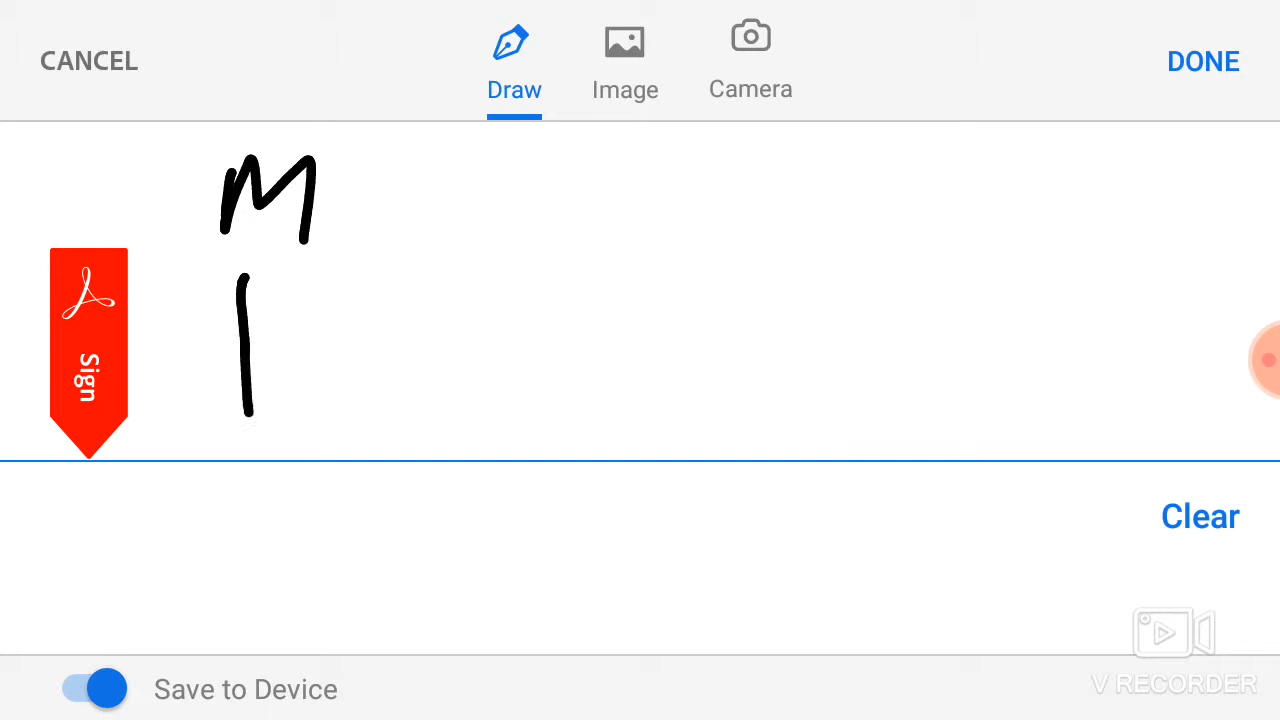 CANCEL
Draw
Image
Camera
DONE
M
Sign
Clear
Save to Device
V RECORDER